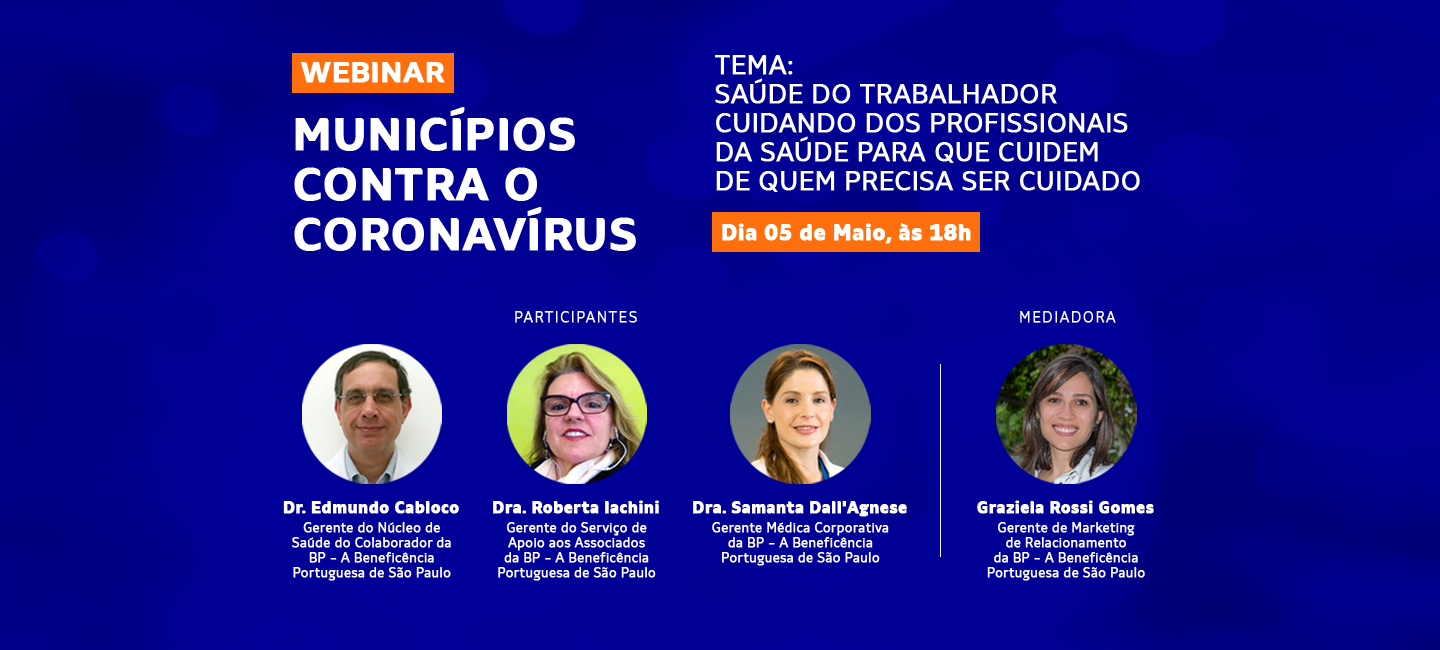 WEBINAR
MUNICÍPIOS
CONTRA O
CORONAVÍRUS
TEMA:
SAÚDE DO TRABALHADOR
CUIDANDO DOS PROFISSIONAIS
DA SAÚDE PARA QUE CUIDEM
DE QUEM PRECISA SER CUIDADO
Dia 05 de Maio, às 18h
PARTICIPANTES
Dr. Edmundo Cabloco
Gerente do Núcleo de
Saúde do Colaborador da
BP – A Beneficência
Portuguesa de São Paulo
Dra. Roberta Iachini
Gerente do Serviço de
Apoio aos Associados
da BP – A Beneficência
Portuguesa de São Paulo
Dra. Samanta Dall'Agnese
Gerente Médica Corporativa
da BP – A Beneficência
Portuguesa de São Paulo
MEDIADORA
Graziela Rossi Gomes
Gerente de Marketing
de Relacionamento
da BP – A Beneficência
Portuguesa de São Paulo